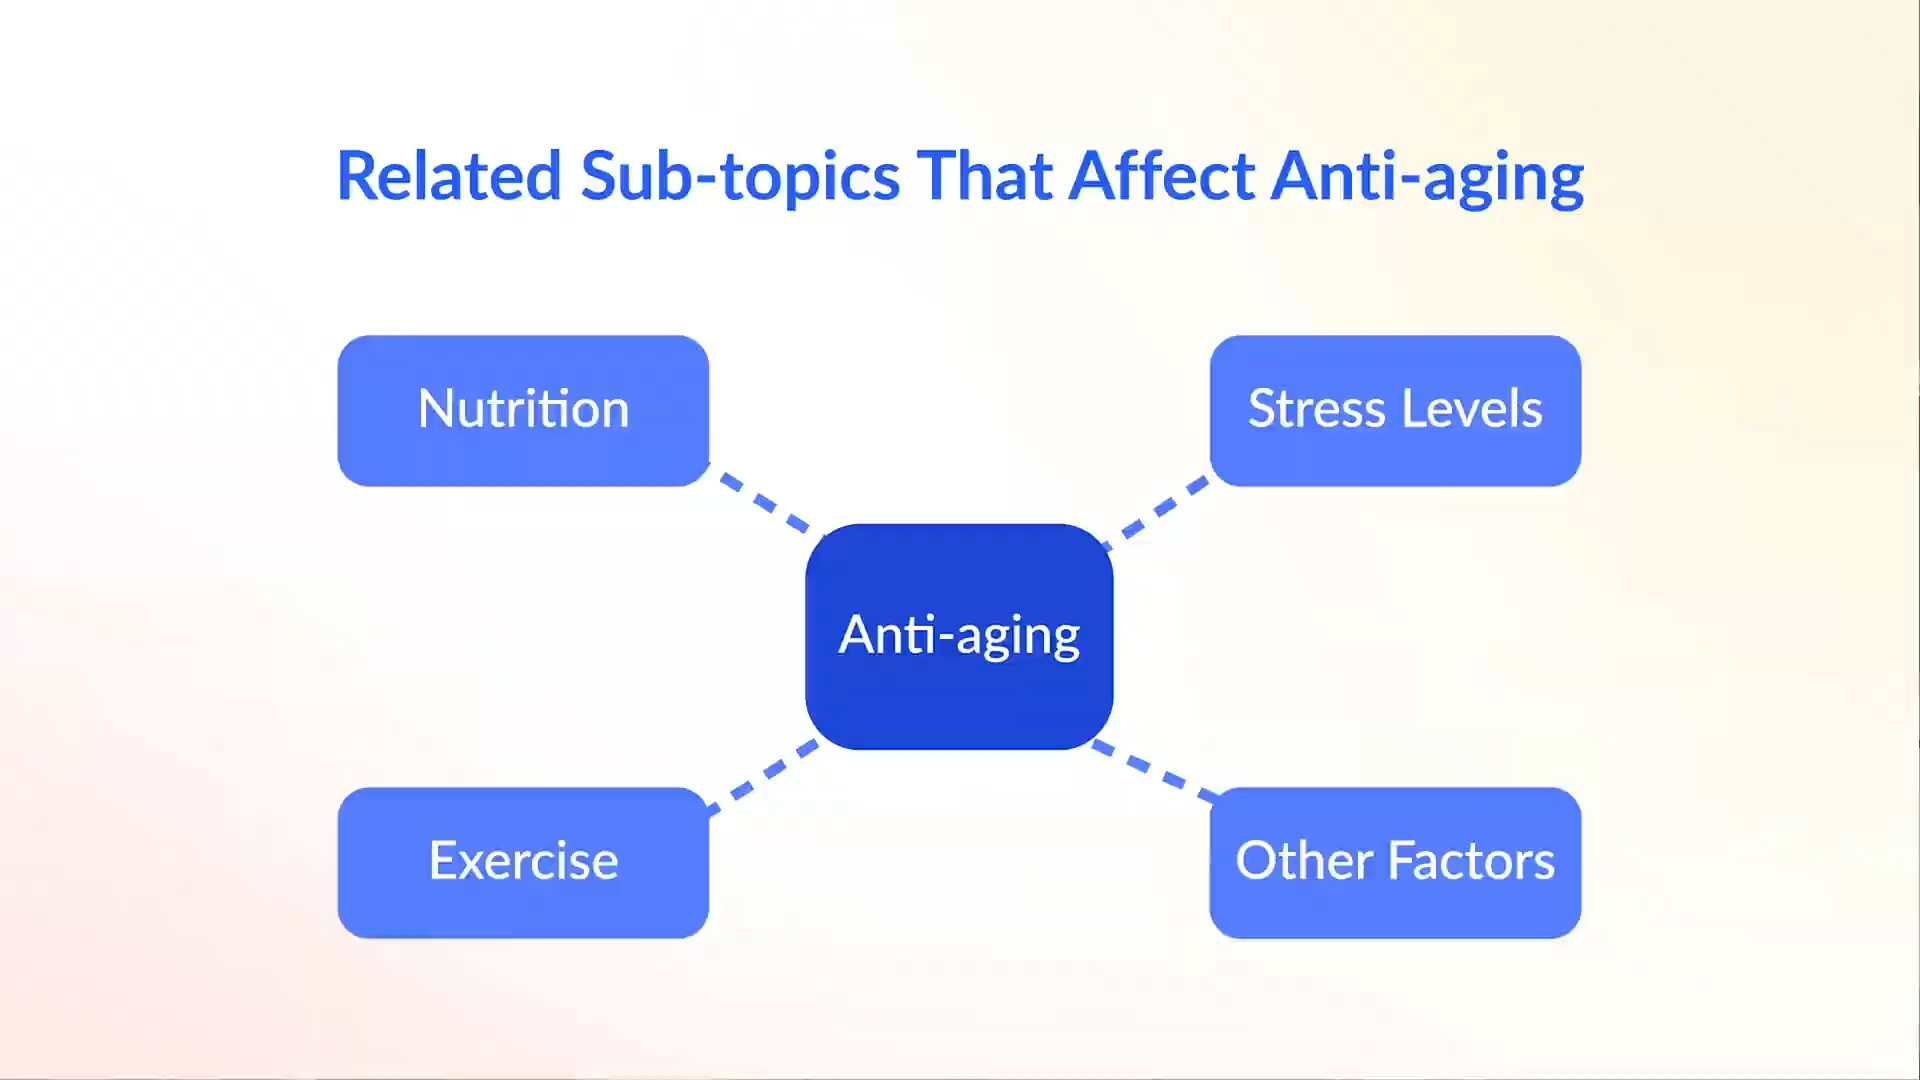 Related Sub-topics That Affect Anti-aging
Nutrition
Stress Levels
Anti-aging
Exercise
Other Factors